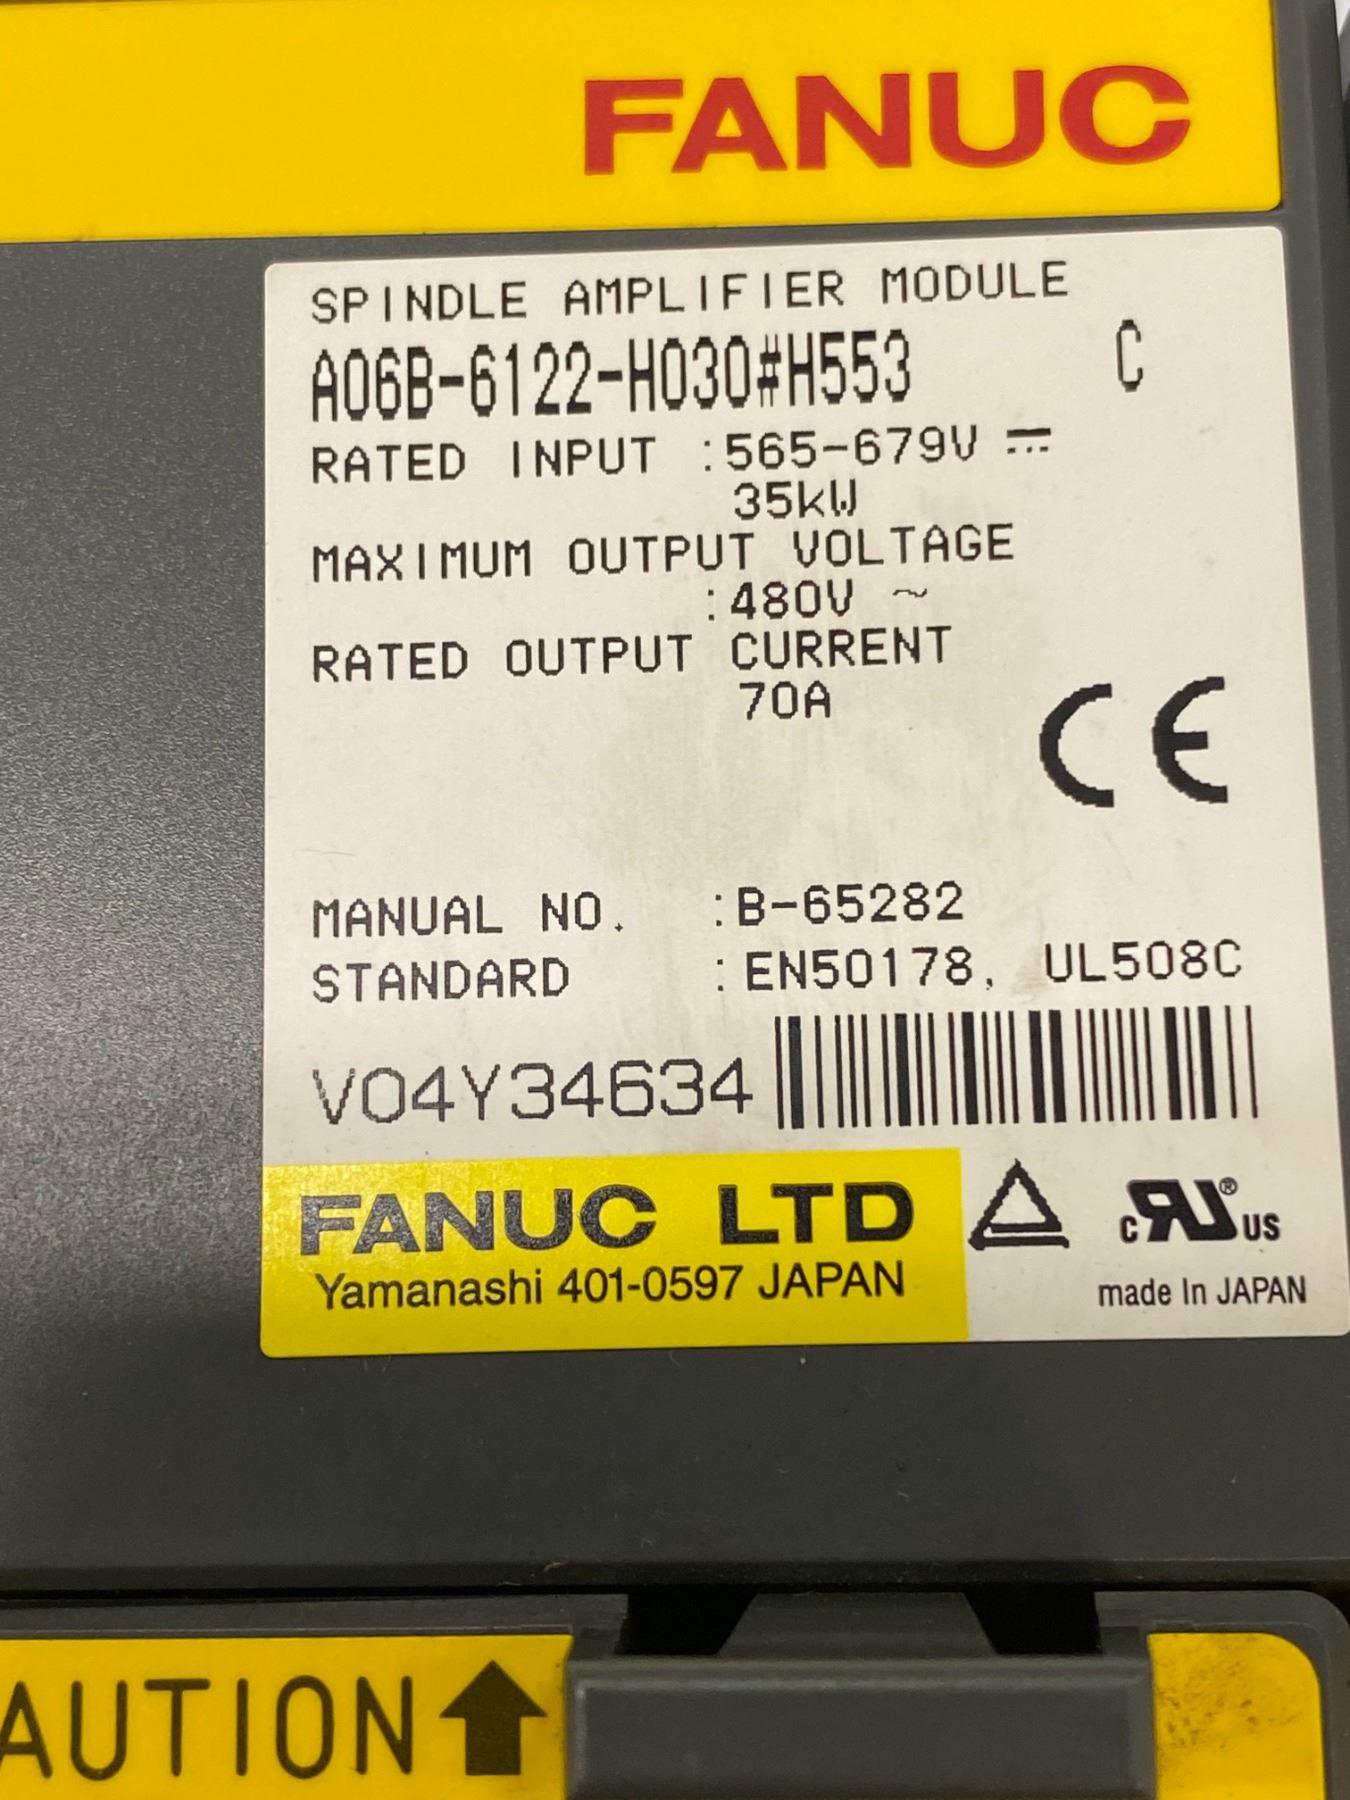 FANUC
SPINDLE AMPLIFIER MODULE
A06B-6122-H030#H553 C
RATED INPUT :565-679V ⎓
35kW
MAXIMUM OUTPUT VOLTAGE
:480V ~
RATED OUTPUT CURRENT
70A
CE
MANUAL NO. :B-65282
STANDARD :EN50178, UL508C
V04Y34634
FANUC LTD
Yamanashi 401-0597 JAPAN
c RU ® US
made In JAPAN
AUTION